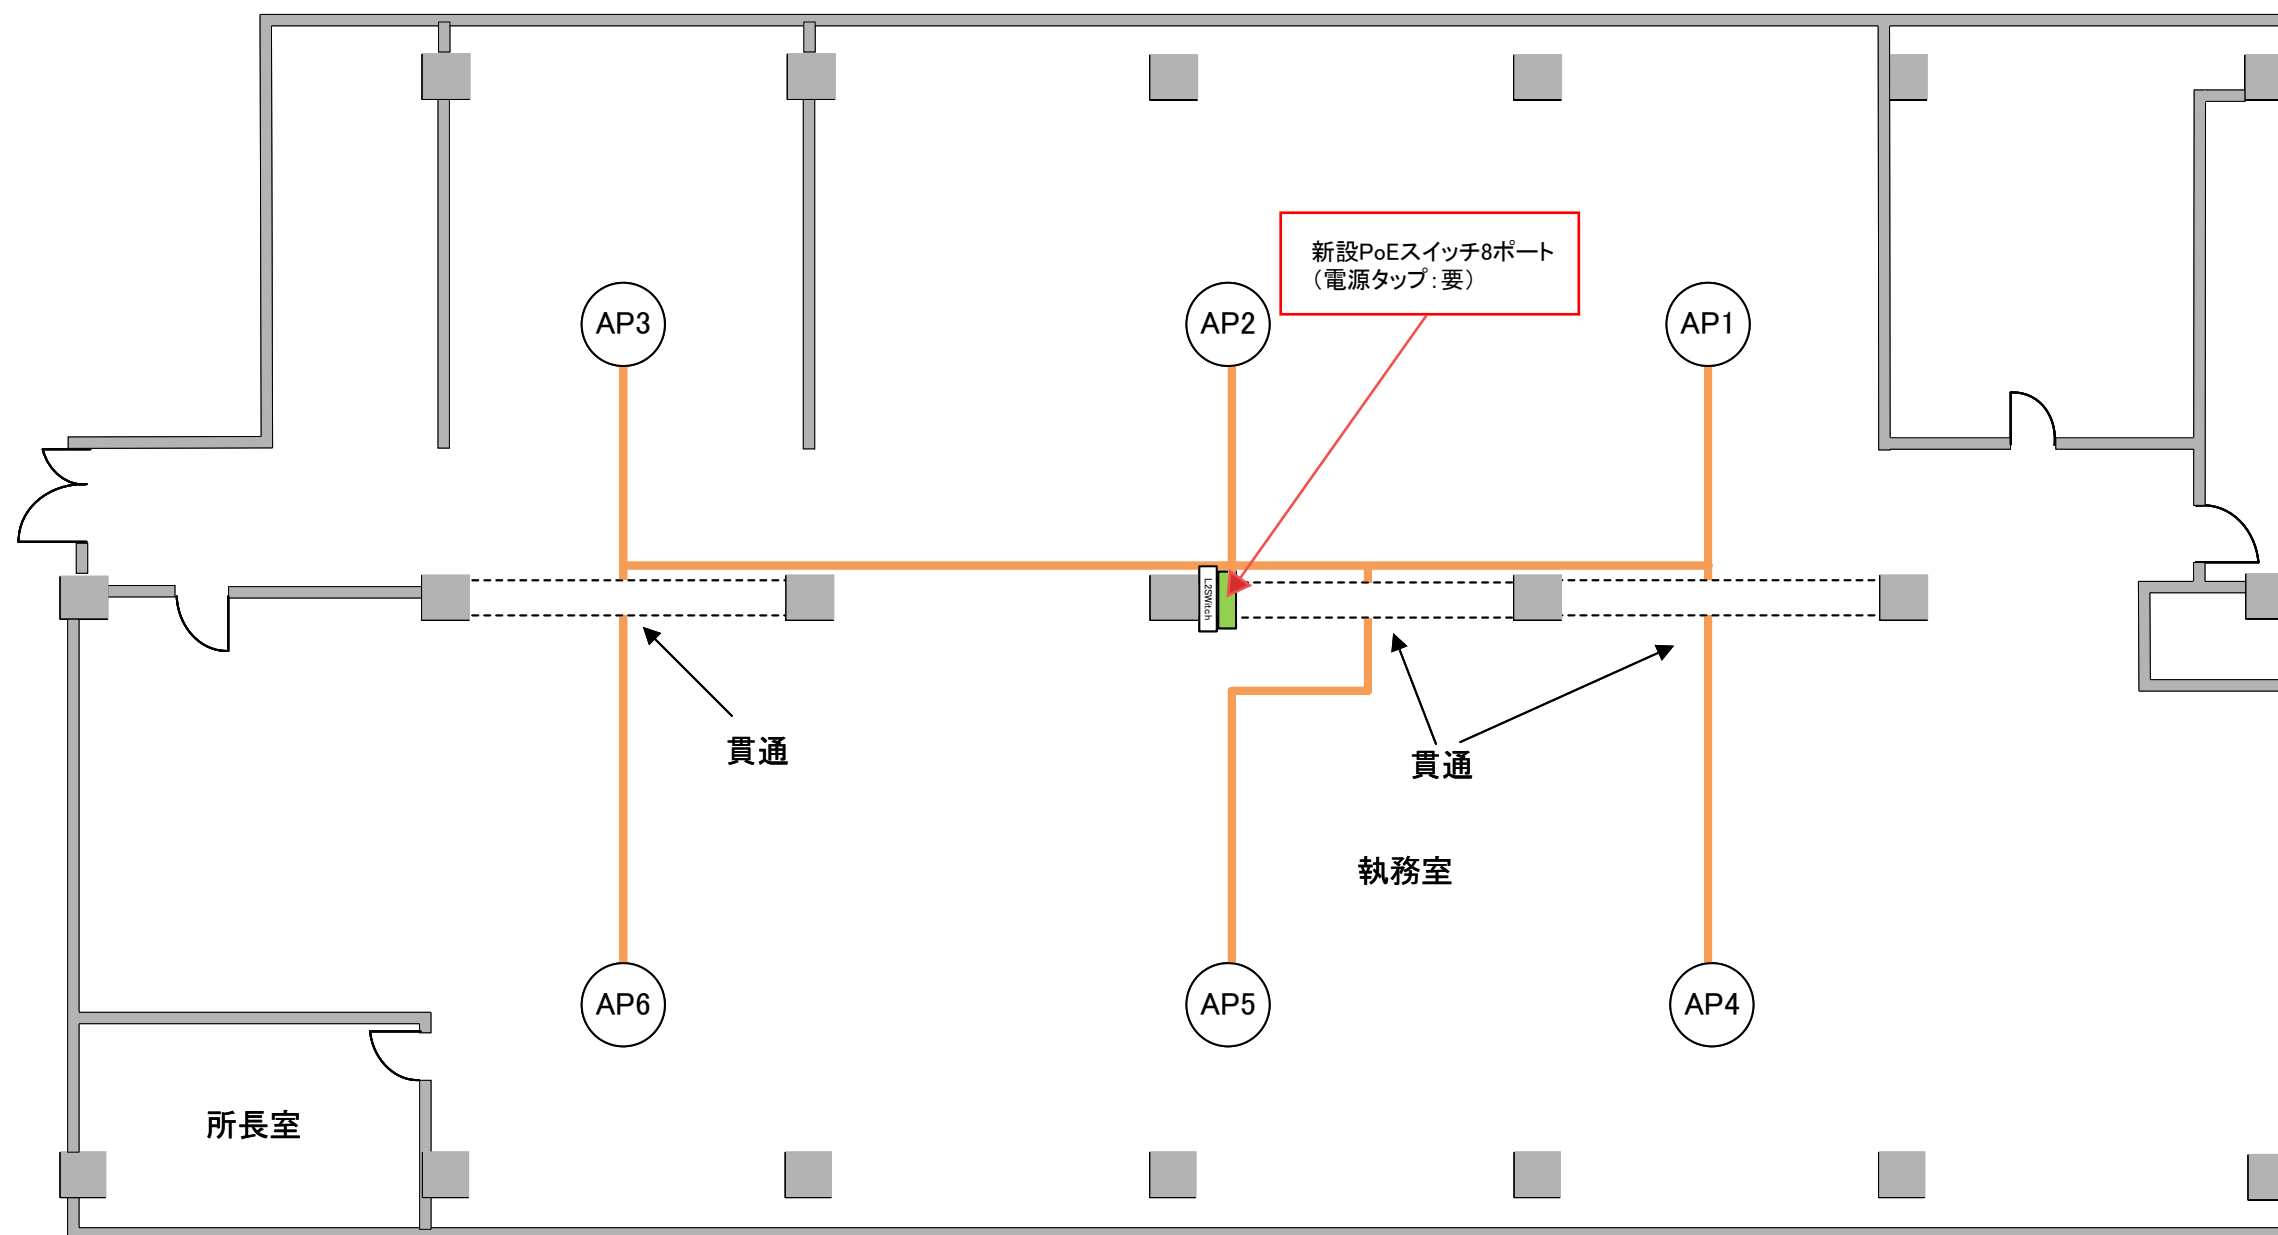 新設PoEスイッチ8ポート
（電源タップ：要）
AP3
AP2
AP1
L2SWitch
貫通
貫通
執務室
AP6
AP5
AP4
所長室